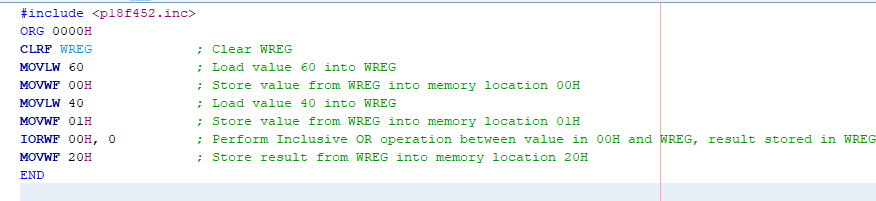 #include <p18f452.inc>
ORG 0000H
CLRF WREG ; Clear WREG
MOVLW 60 ; Load value 60 into WREG
MOVWF 00H ; Store value from WREG into memory location 00H
MOVLW 40 ; Load value 40 into WREG
MOVWF 01H ; Store value from WREG into memory location 01H
IORWF 00H, 0 ; Perform Inclusive OR operation between value in 00H and WREG, result stored in WREG
MOVWF 20H ; Store result from WREG into memory location 20H
END